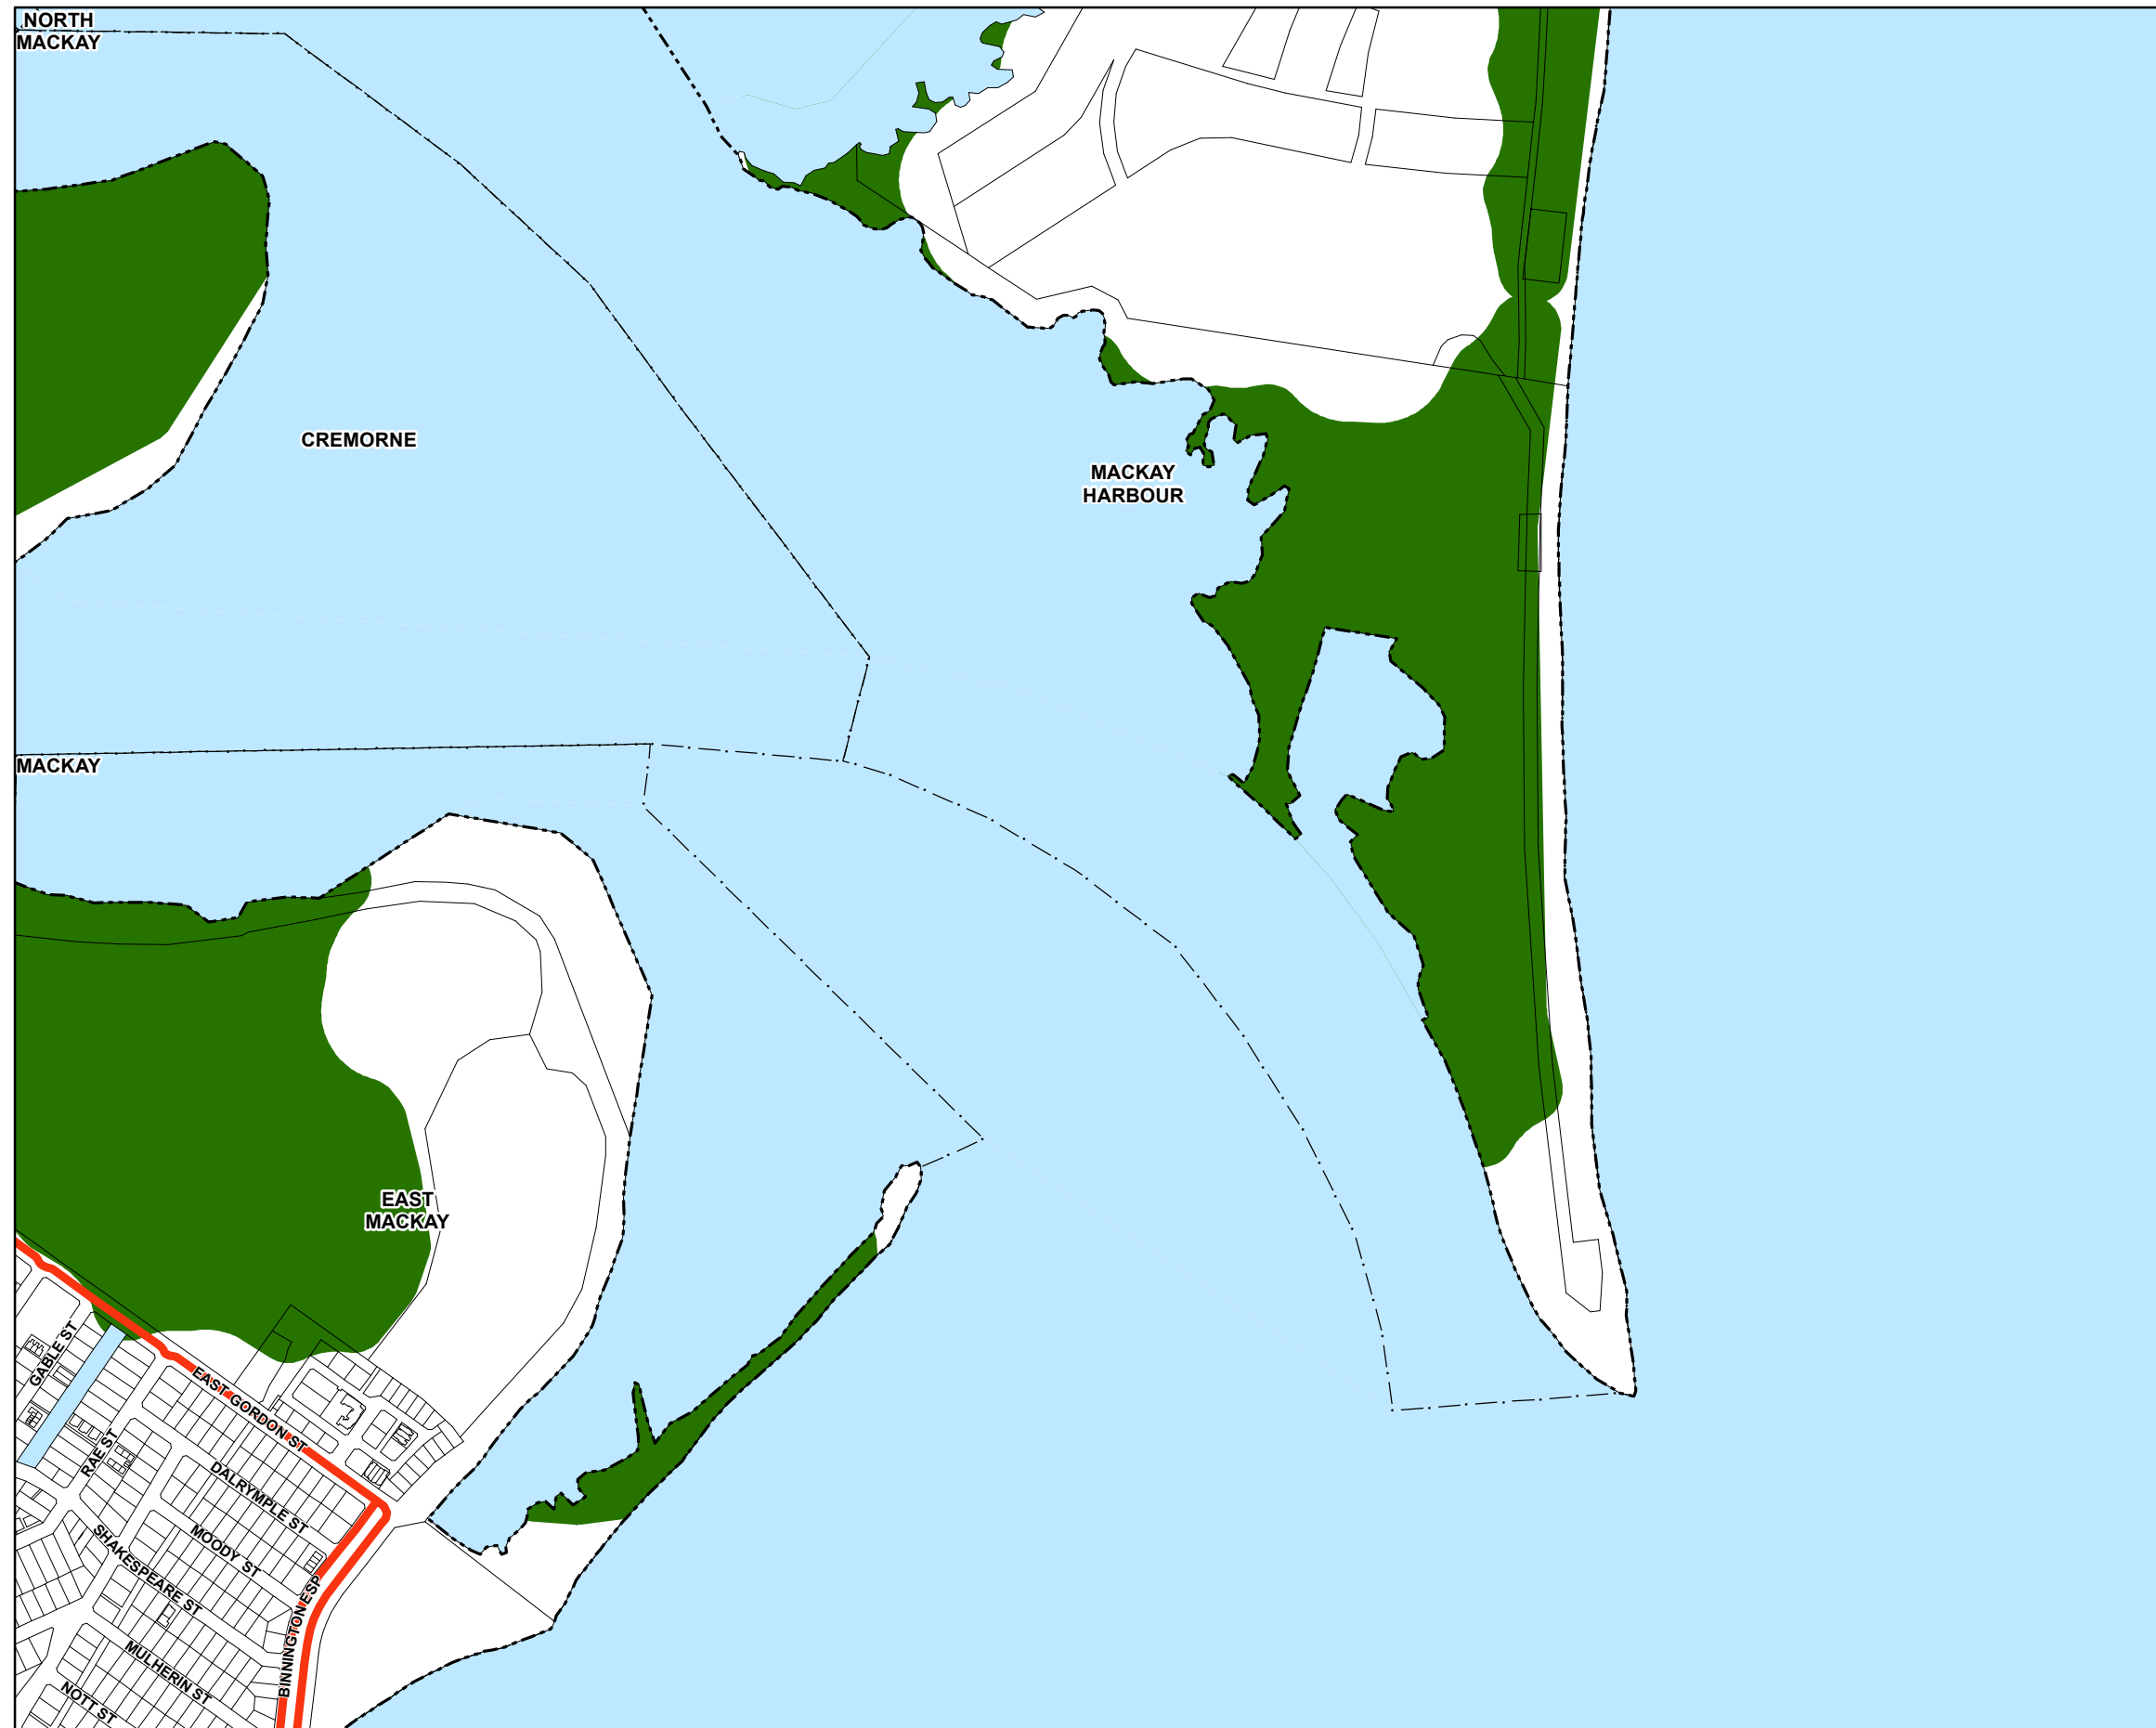 NORTH
MACKAY
CREMORNE
MACKAY
HARBOUR
MACKAY
EAST
MACKAY
GABLE ST
EAST GORDON ST
RAE ST
DALRYMPLE ST
MOODY ST
SHAKESPEARE ST
BINNINGTON ESP
MULHERIN ST
NOTT ST